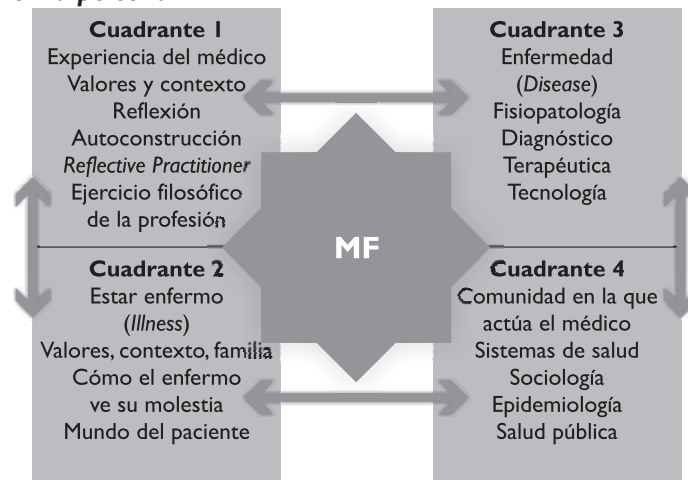 Cuadrante 1
Experiencia del médico
Valores y contexto
Reflexión
Autoconstrucción
Reflective Practitioner
Ejercicio filosófico
de la profesión
Cuadrante 2
Estar enfermo
(Illness)
Valores, contexto, familia
Cómo el enfermo
ve su molestia
Mundo del paciente
MF
Cuadrante 3
Enfermedad
(Disease)
Fisiopatología
Diagnóstico
Terapéutica
Tecnología
Cuadrante 4
Comunidad en la que
actúa el médico
Sistemas de salud
Sociología
Epidemiología
Salud pública